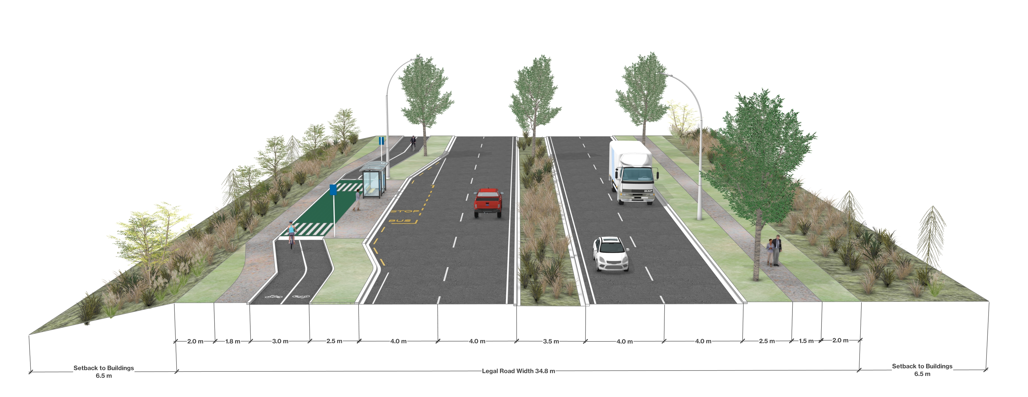 STOP
BUS
2.0 m
1.8 m
3.0 m
2.5 m
4.0 m
4.0 m
3.5 m
4.0 m
4.0 m
2.5 m
1.5 m
2.0 m
Setback to Buildings
6.5 m
Legal Road Width 34.8 m
Setback to Buildings
6.5 m